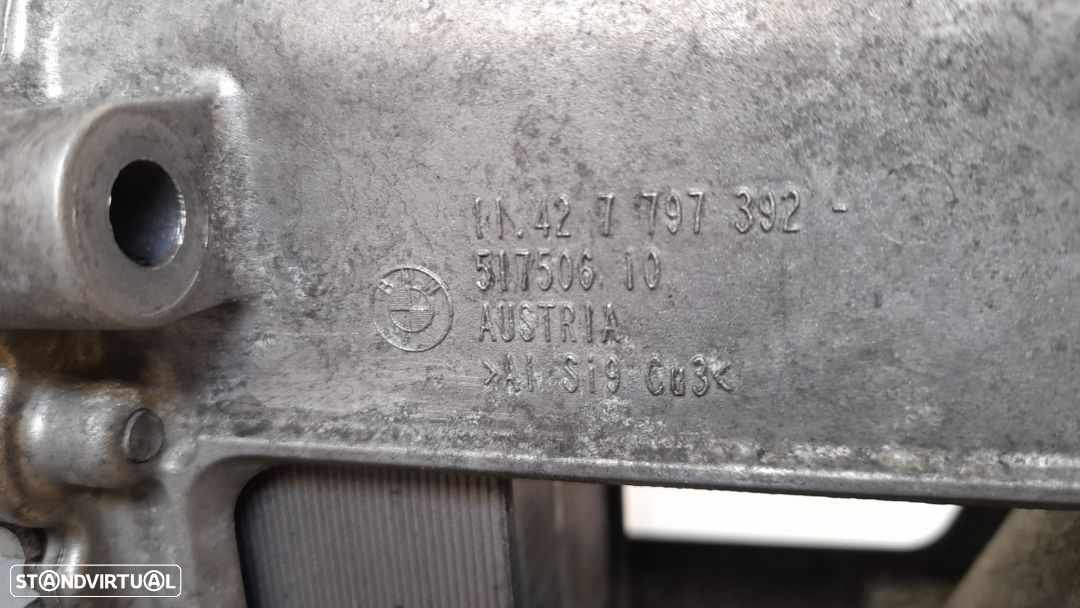 11.42 7 797 392 -
517506 10
AUSTRIA
>Al Si9 Cu3<
STANDVIRTUAL